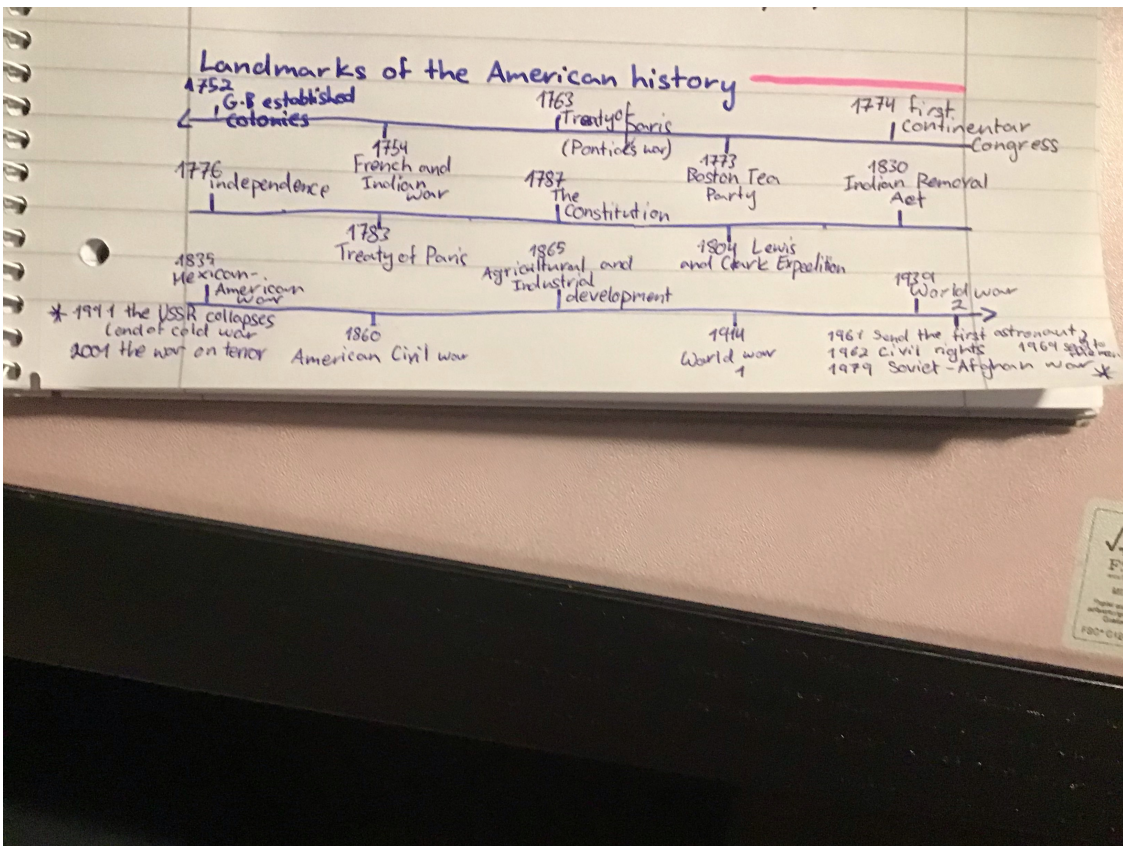 Landmarks of the American history
1752
G.B established
colonies
1754
French and
Indian
war
1763
Treaty of Paris
(Pontiac's war)
1773
Boston Tea
Party
1774 first
Continentar
Congress
1776
independence
1783
Treaty of Paris
1787
The
Constitution
1804 Lewis
and Clark Expedition
1830
Indian Removal
Act
1835
Mexican-
American
war
1860
American Civil war
1865
Agricultural and
Industrial
development
1914
World war
1
1939
World war
2
1961 send the first astronaut,
1969
1962 civil rights
1979 Soviet-Afghan war *
* 1991 the USSR collapses
(end of cold war
2001 the war on terror